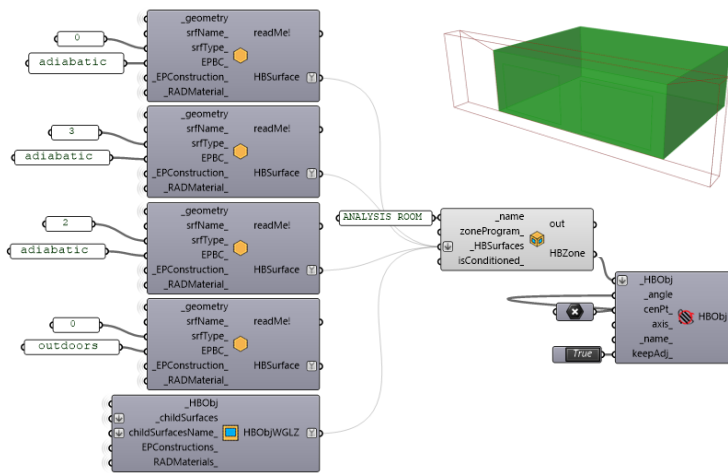 _geometry
srfName_
readMe!
0
srfType_
adiabatic
EPBC_
_EPConstruction_
HBSurface
_RADMaterial_
_geometry
srfName_
readMe!
3
srfType_
adiabatic
EPBC_
_EPConstruction_
HBSurface
_RADMaterial_
_geometry
srfName_
readMe!
2
srfType_
adiabatic
EPBC_
_EPConstruction_
HBSurface
_RADMaterial_
_geometry
srfName_
readMe!
0
srfType_
outdoors
EPBC_
_EPConstruction_
HBSurface
_RADMaterial_
_HBObj
_childSurfaces
childSurfacesName_
HBObjWGLZ
EPConstructions_
RADMaterials_
ANALYSIS ROOM
_name
zoneProgram_
out
_HBSurfaces
HBZone
isConditioned_
_HBObj
_angle
cenPt_
HBObj
axis_
_name_
True
keepAdj_